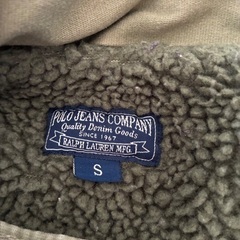 POLO JEANS COMPANY
Quality Denim Goods
SINCE 1967
RALPH LAUREN MFG.
S